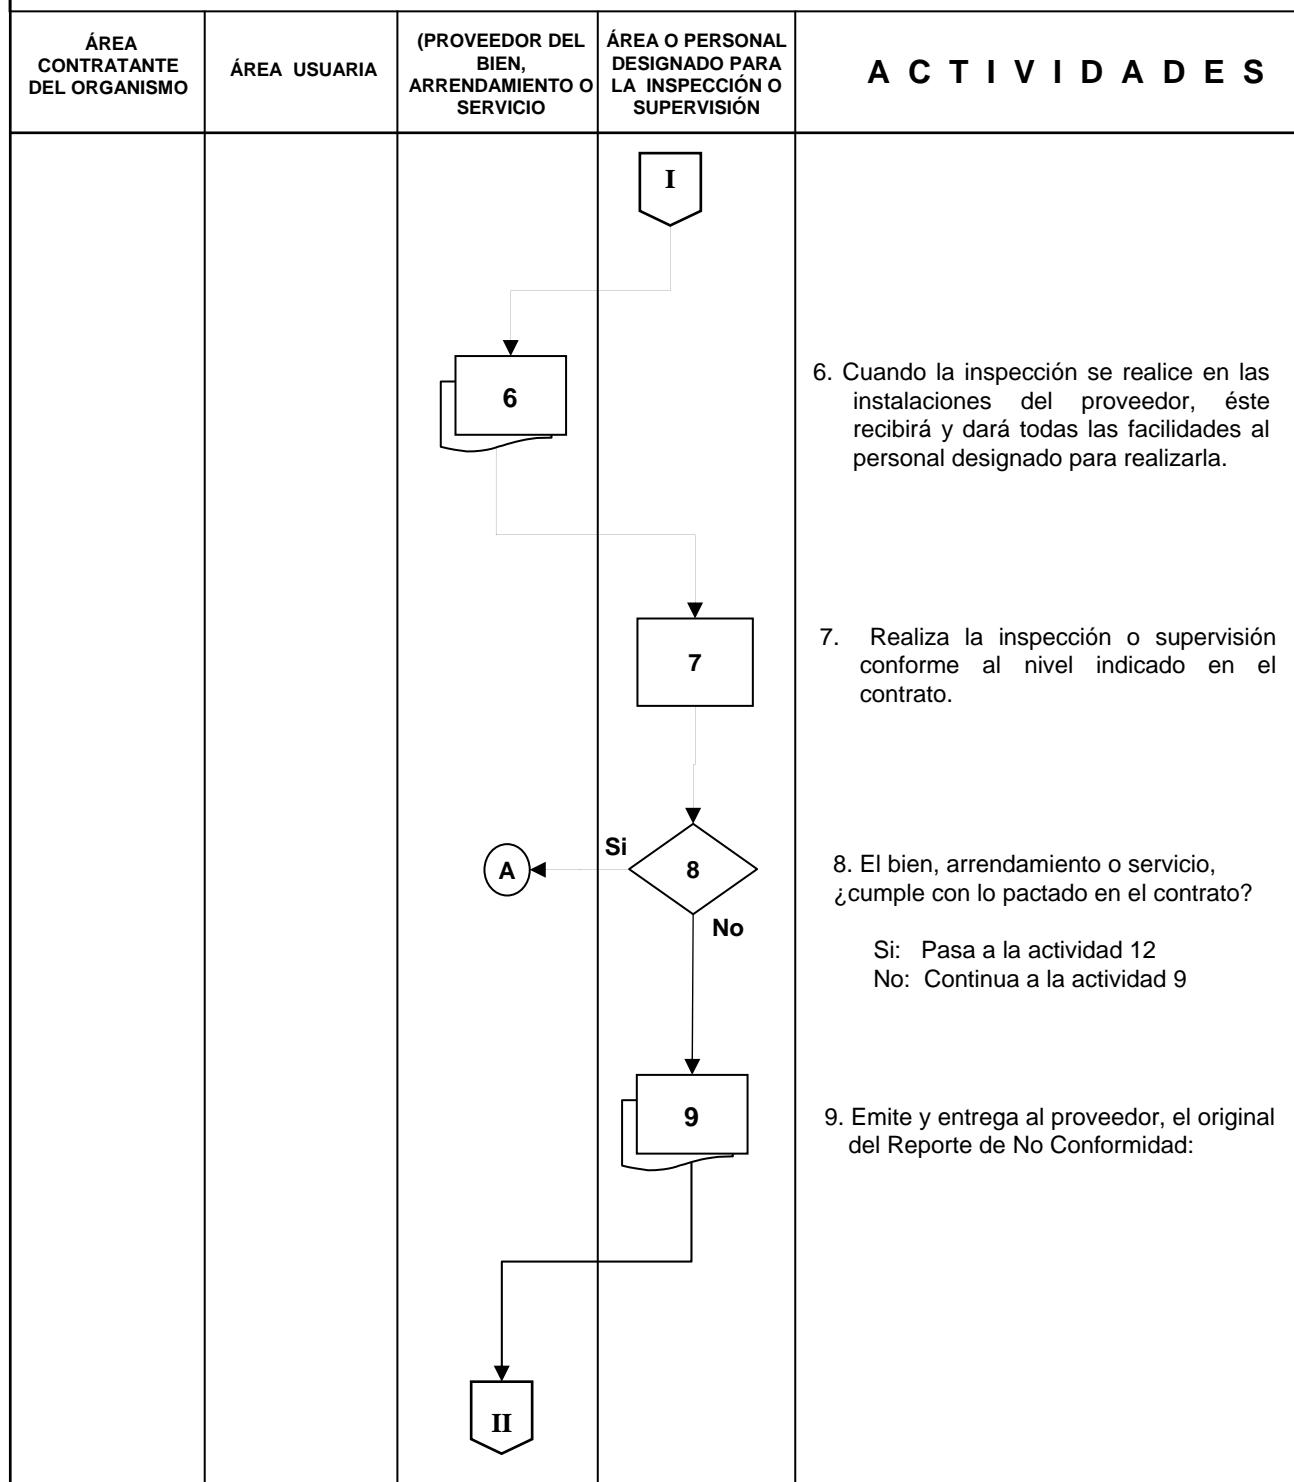 ÁREA
CONTRATANTE
DEL ORGANISMO
ÁREA USUARIA
(PROVEEDOR DEL
BIEN,
ARRENDAMIENTO O
SERVICIO
ÁREA O PERSONAL
DESIGNADO PARA
LA INSPECCIÓN O
SUPERVISIÓN
A C T I V I D A D E S
I
6
6. Cuando la inspección se realice en las
instalaciones del proveedor, éste
recibirá y dará todas las facilidades al
personal designado para realizarla.
7
7. Realiza la inspección o supervisión
conforme al nivel indicado en el
contrato.
A
Si
8
No
8. El bien, arrendamiento o servicio,
¿cumple con lo pactado en el contrato?
Si: Pasa a la actividad 12
No: Continua a la actividad 9
9
9. Emite y entrega al proveedor, el original
del Reporte de No Conformidad:
II